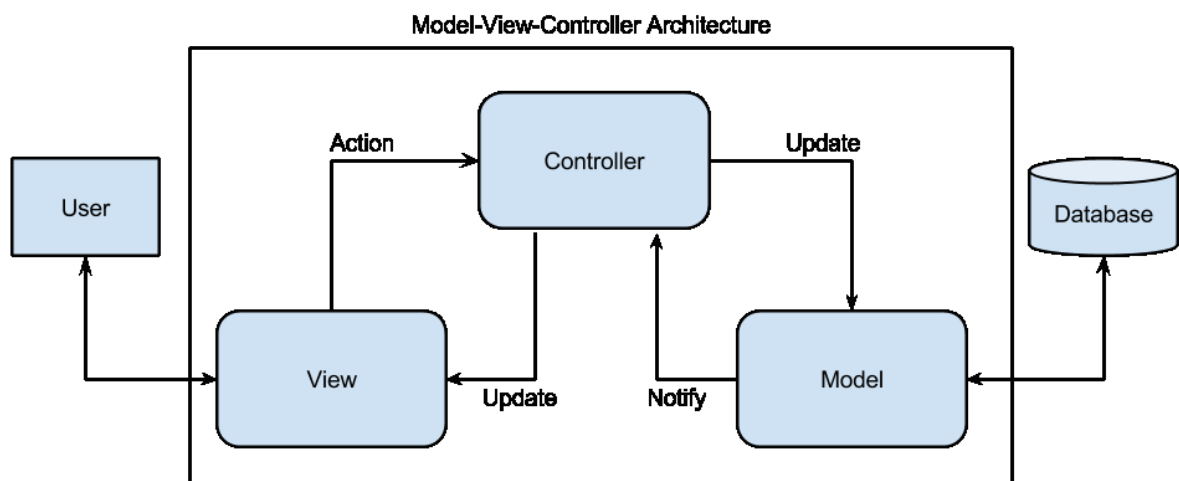 Model-View-Controller Architecture
Action
Controller
Update
User
Database
View
Update
Notify
Model